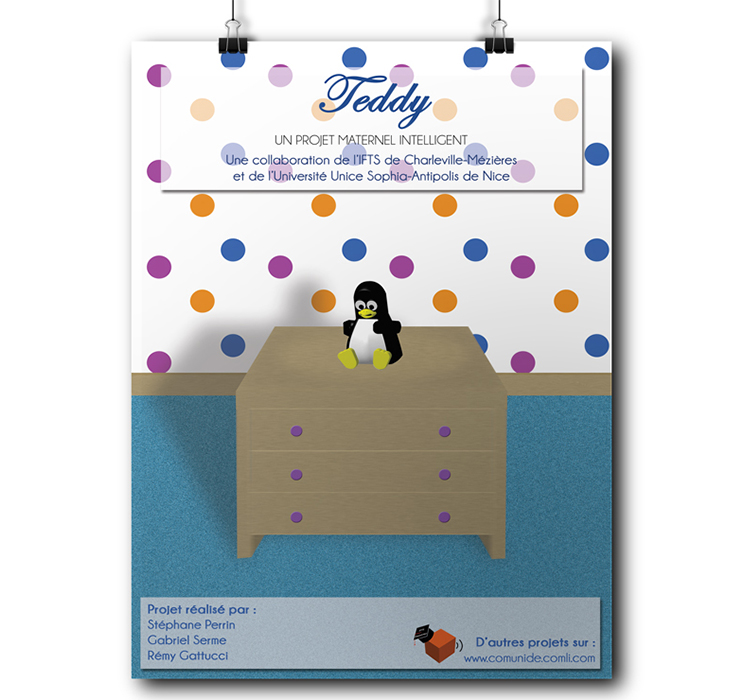 Teddy
UN PROJET MATERNEL INTELLIGENT
Une collaboration de l'IFTS de Charleville-Mézières
et de l'Université Unice Sophia-Antipolis de Nice
Projet réalisé par :
Stéphane Perrin
Gabriel Serme
Rémy Gattucci
D'autres projets sur :
www.comunide.comli.com